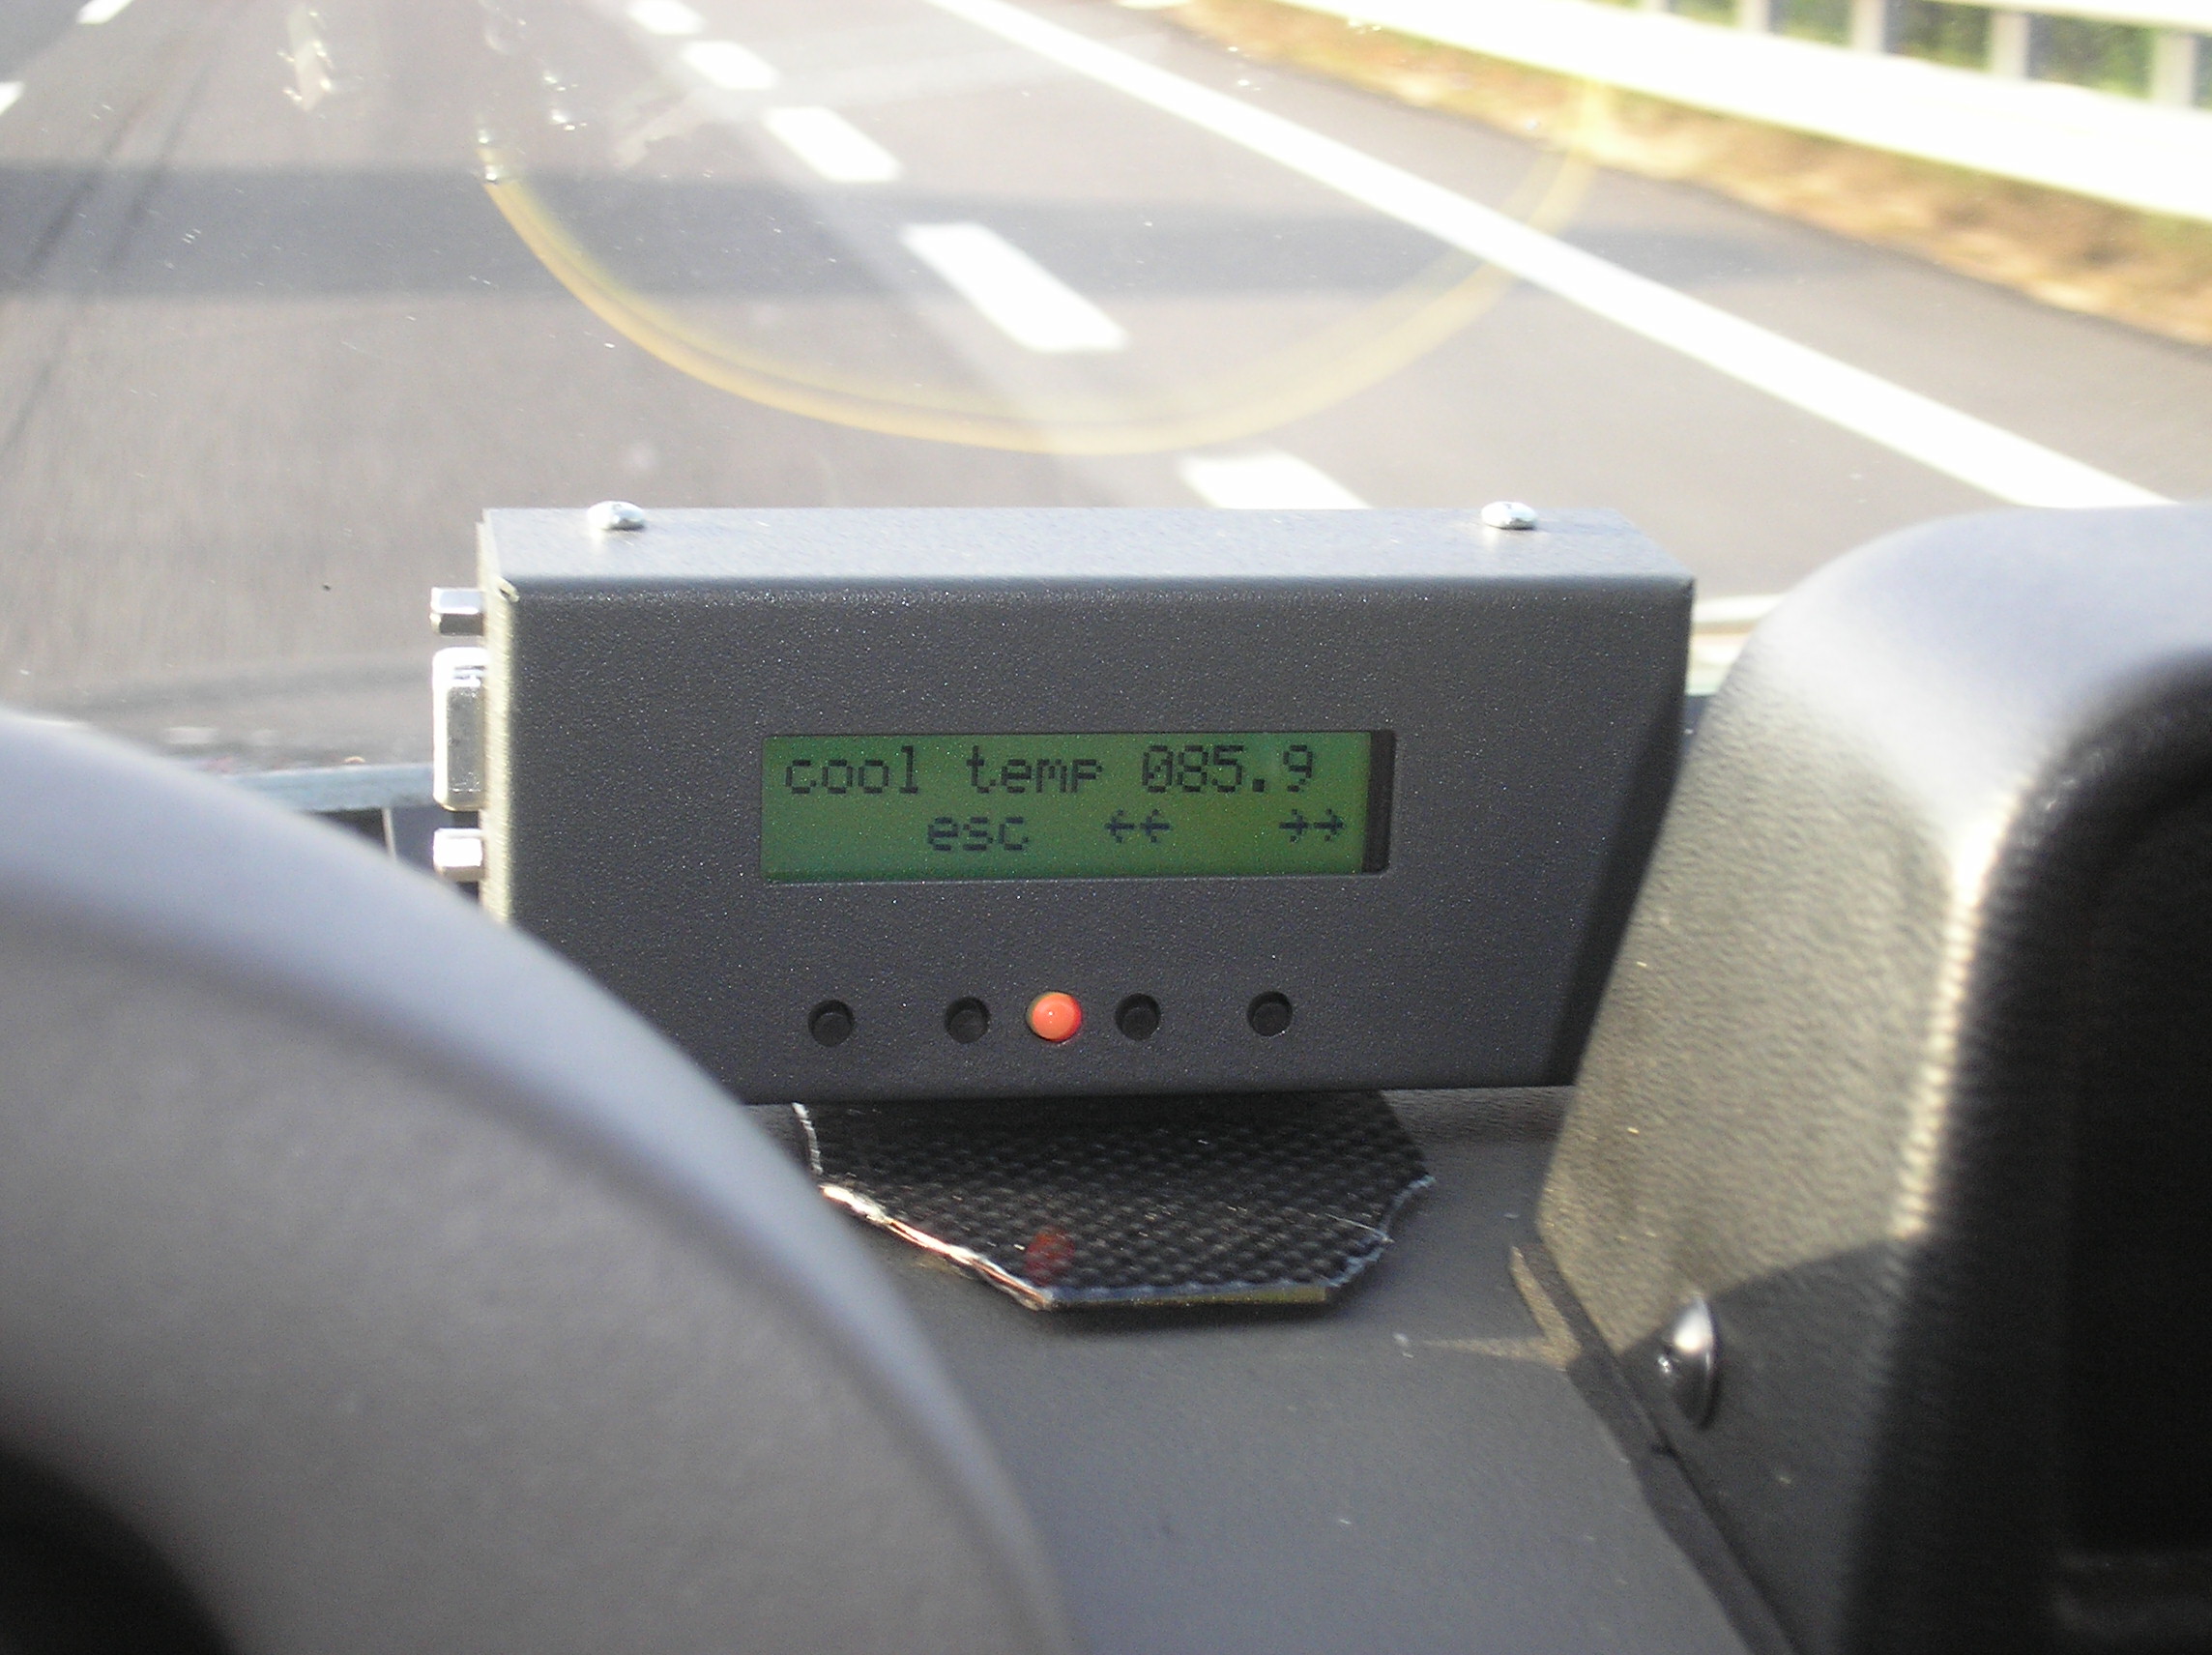 cool temp 085.9
esc ←← →→